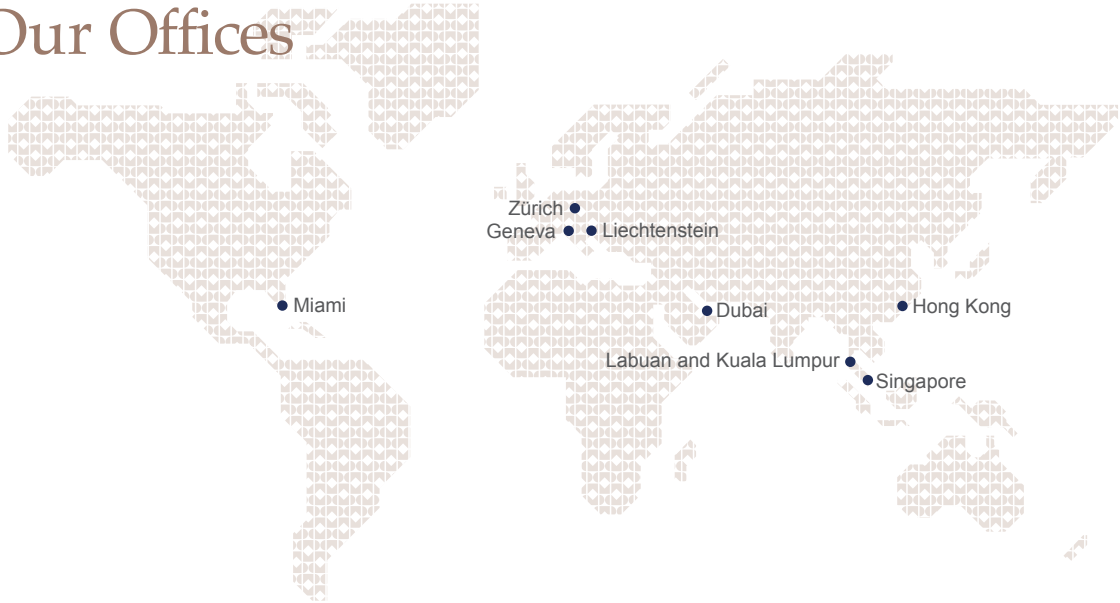 Our Offices
Zürich
Geneva
Liechtenstein
Miami
Dubai
Hong Kong
Labuan and Kuala Lumpur
Singapore